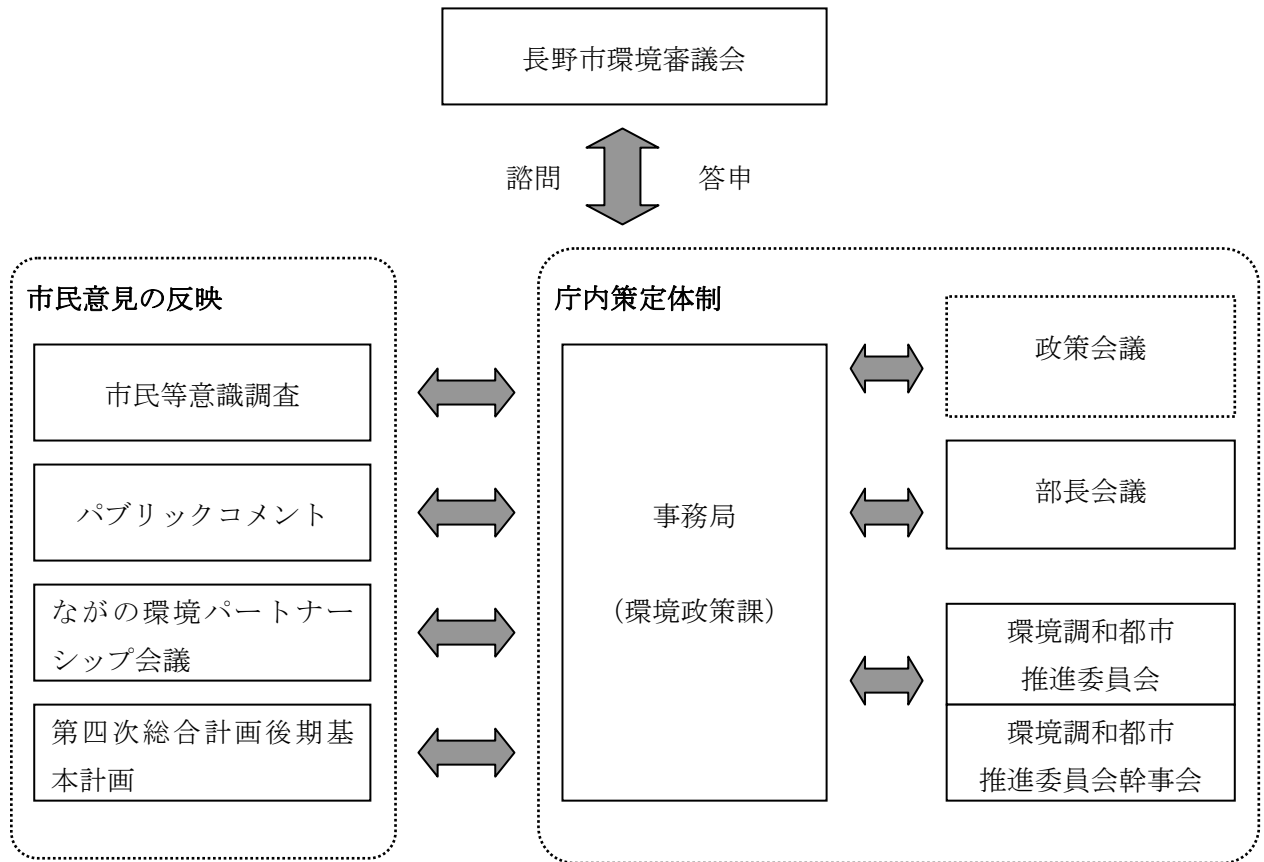 長野市環境審議会
諮問
答申
市民意見の反映
市民等意識調査
パブリックコメント
ながの環境パートナー
シップ会議
第四次総合計画後期基
本計画
庁内策定体制
事務局
（環境政策課）
政策会議
部長会議
環境調和都市
推進委員会
環境調和都市
推進委員会幹事会